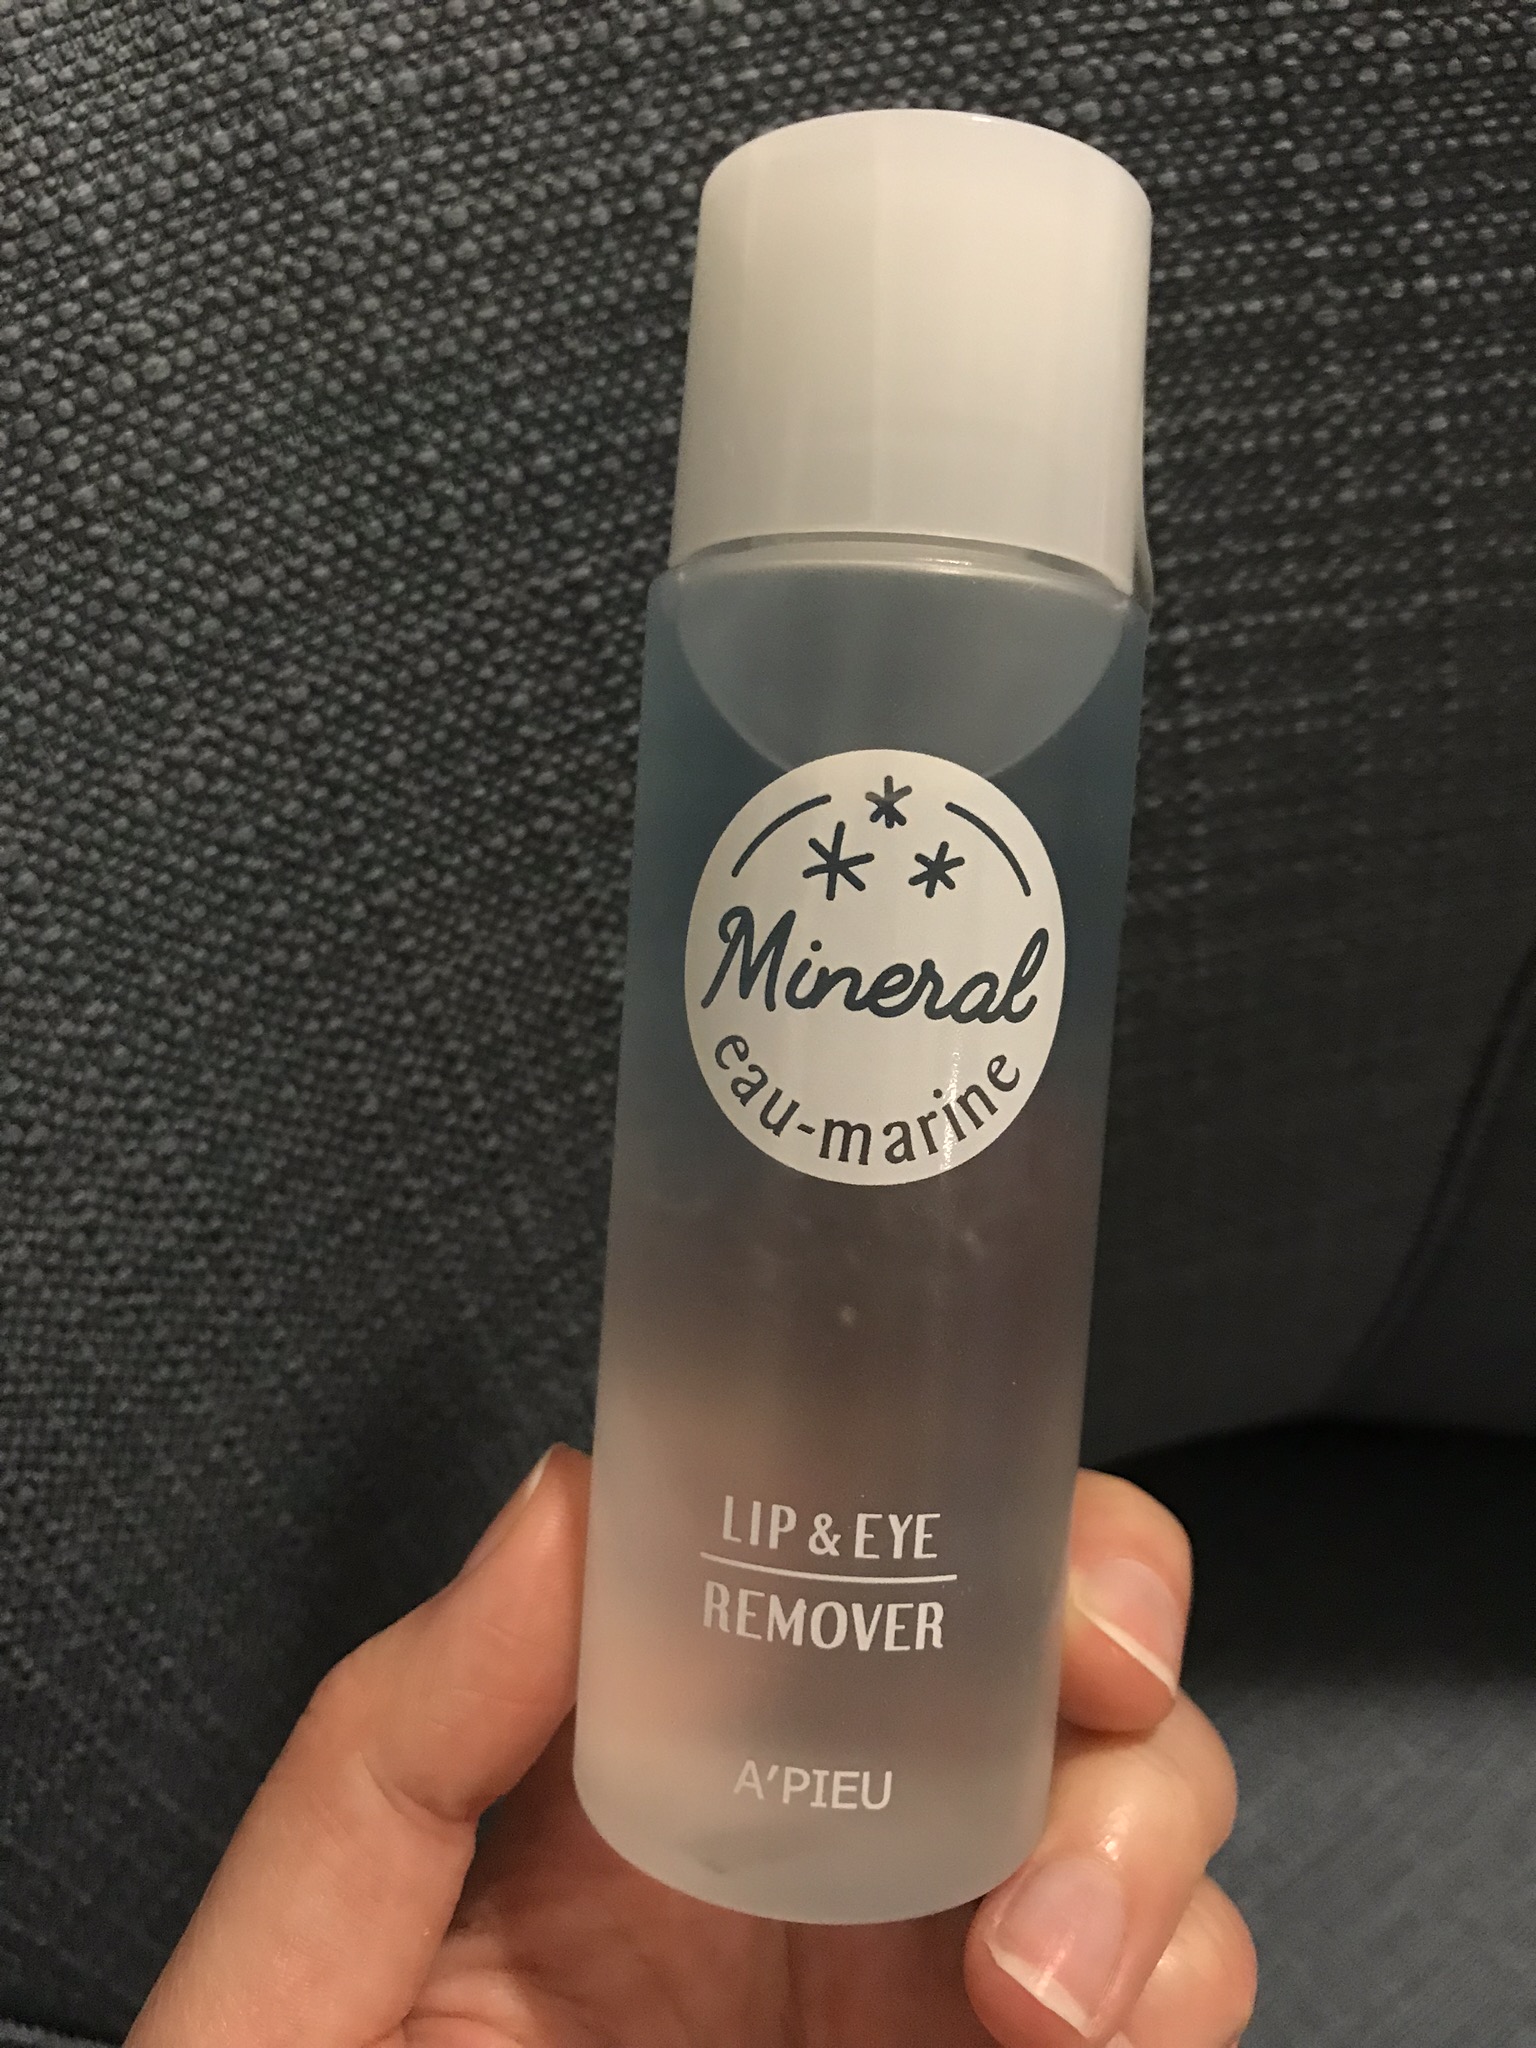 Mineral
eau-marine
LIP & EYE
REMOVER
A'PIEU